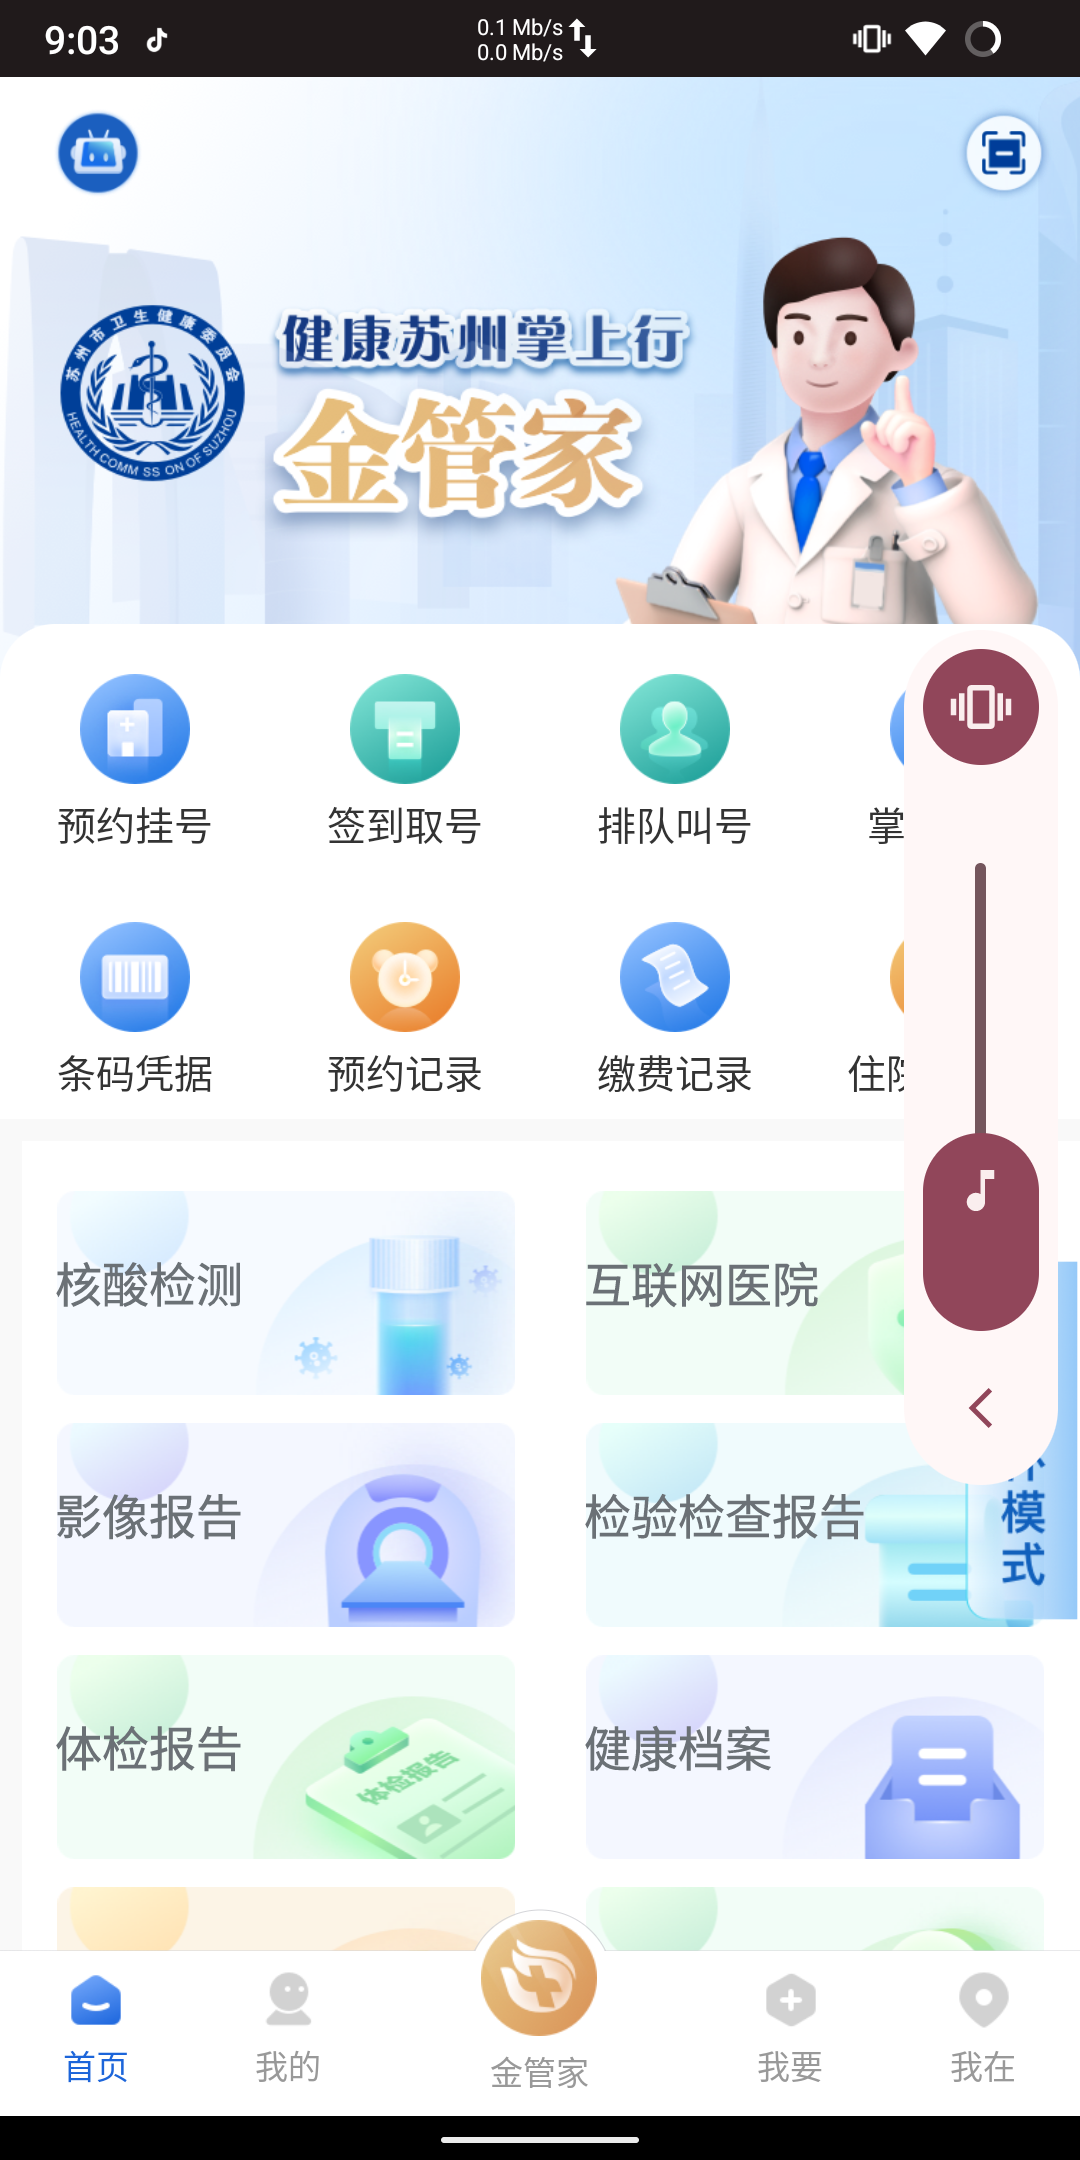 9:03
0.1 Mb/s
0.0 Mb/s
苏州市卫生健康委员会
HEALTH COMM SS ON OF SUZHOU
健康苏州掌上行
金管家
预约挂号
签到取号
排队叫号
掌
条码凭据
预约记录
缴费记录
住院
核酸检测
互联网医院
影像报告
检验检查报告
模式
体检报告
体检报告
健康档案
首页
我的
金管家
我要
我在